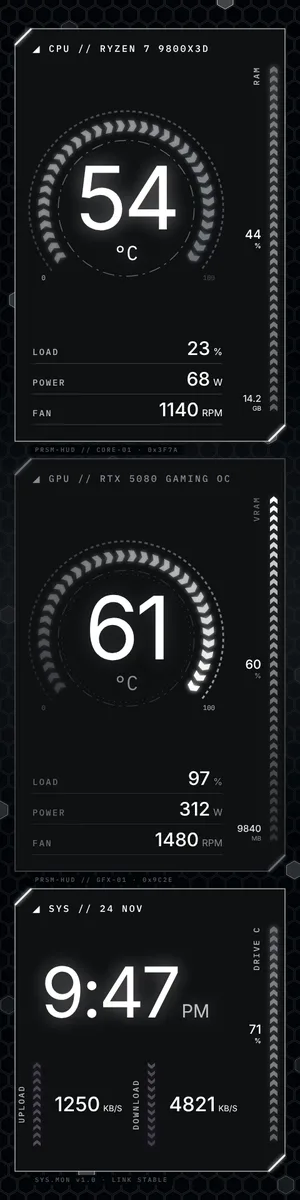 CPU // RYZEN 7 9800X3D
RAM
54
°C
0
44
%
LOAD 23 %
POWER 68 W
FAN 1140 RPM
14.2
GB
PRSM-HUD // CORE-01 · 0x3F7A
GPU // RTX 5080 GAMING OC
VRAM
61
°C
0 100
60
%
LOAD 97 %
POWER 312 W
FAN 1480 RPM
9840
MB
PRSM-HUD // GFX-01 · 0x9C2E
SYS // 24 NOV
DRIVE C
9:47 PM
71
%
UPLOAD
1250 KB/S
DOWNLOAD
4821 KB/S
SYS.MON v1.0 · LINK STABLE